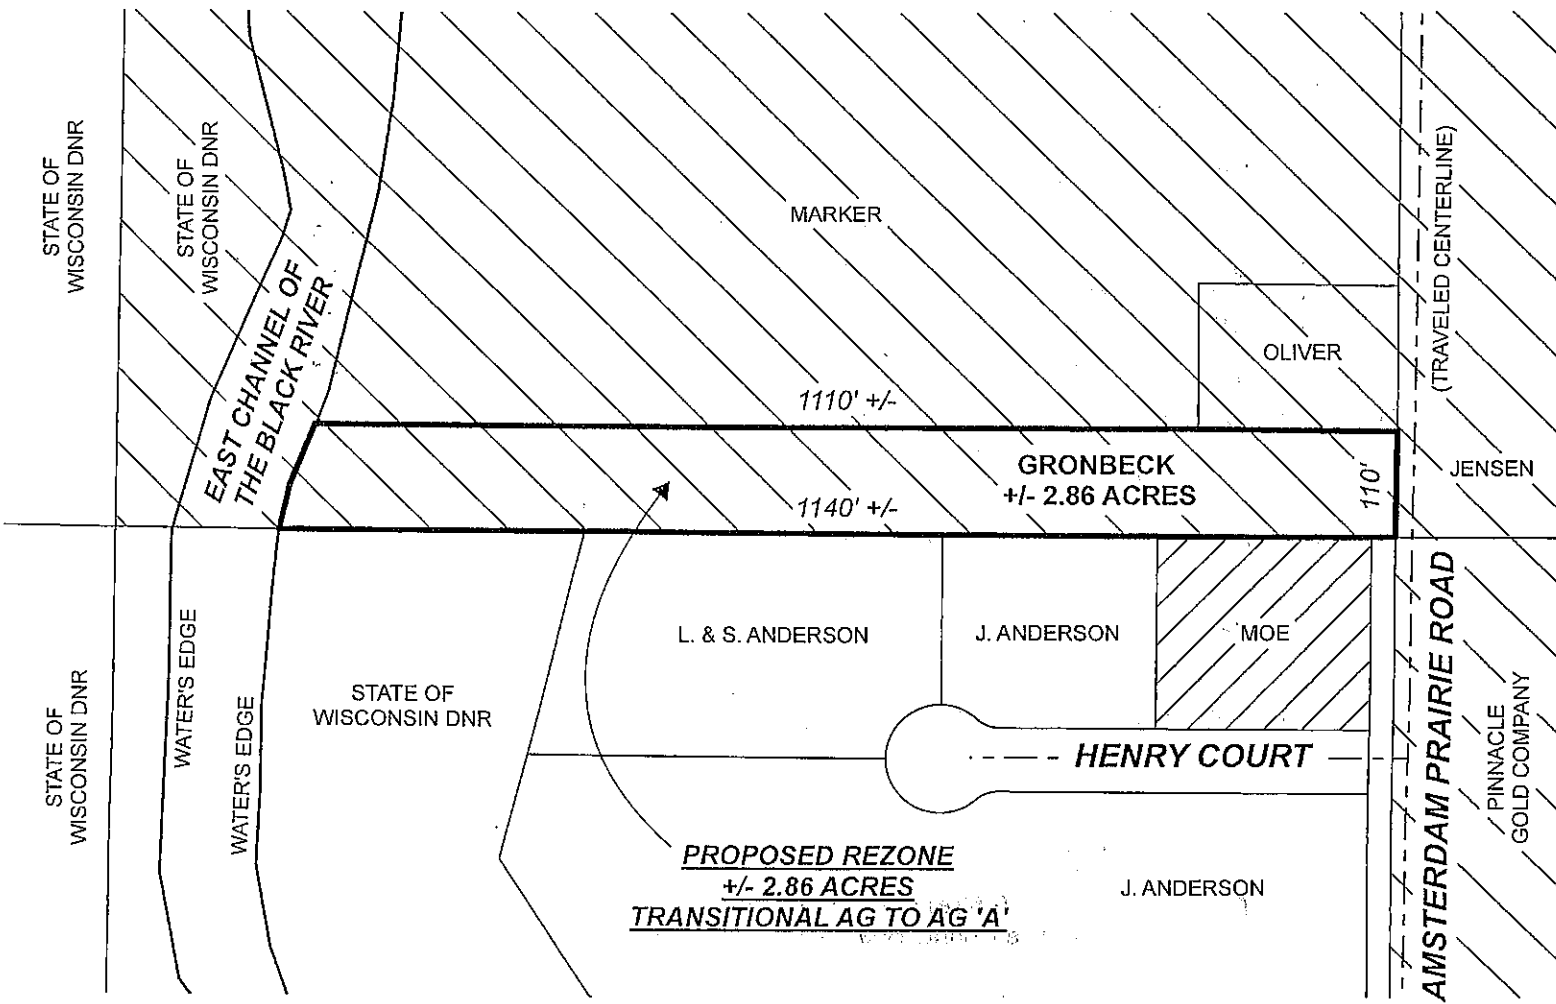 STATE OF
WISCONSIN DNR
STATE OF
WISCONSIN DNR
EAST CHANNEL OF
THE BLACK RIVER
MARKER
OLIVER
(TRAVELED CENTERLINE)
JENSEN
1110' +/-
GRONBECK
+/- 2.86 ACRES
1140' +/-
110'
L. & S. ANDERSON
J. ANDERSON
MOE
STATE OF
WISCONSIN DNR
WATER'S EDGE
WATER'S EDGE
STATE OF
WISCONSIN DNR
HENRY COURT
AMSTERDAM PRAIRIE ROAD
PINNACLE
GOLD COMPANY
PROPOSED REZONE
+/- 2.86 ACRES
TRANSITIONAL AG TO AG 'A'
J. ANDERSON